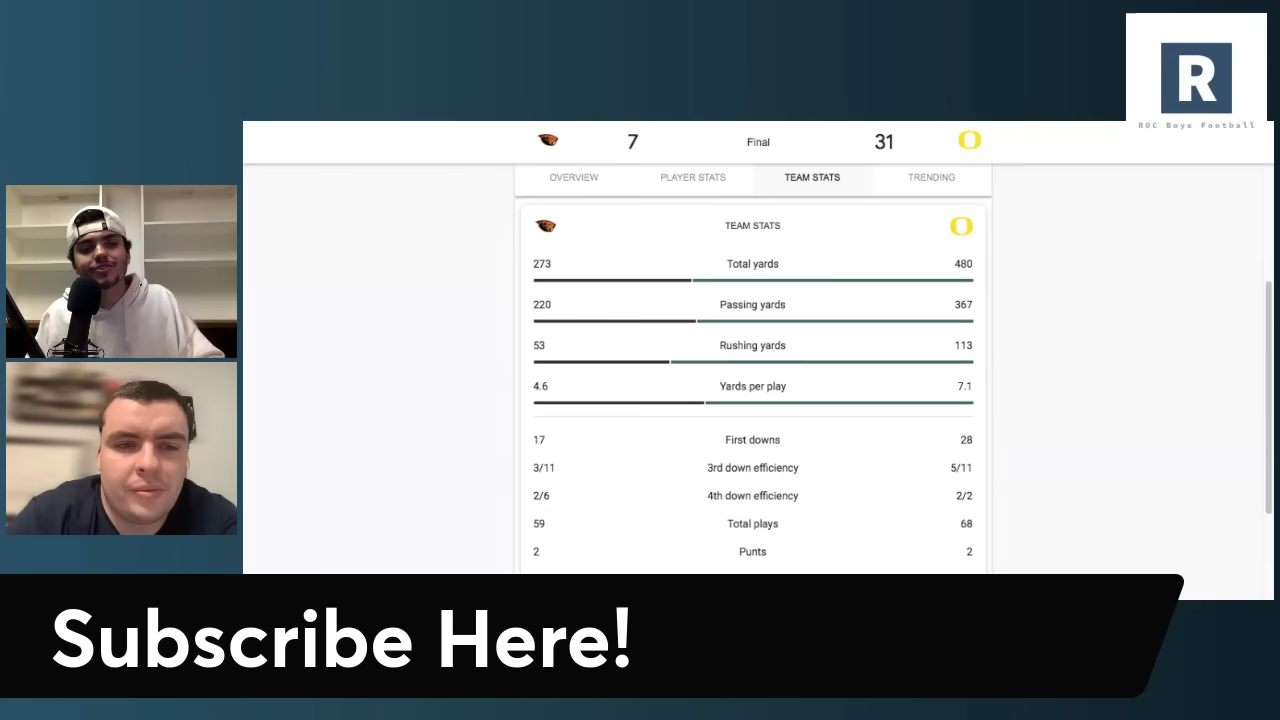 R
ROC Boys Football
7 Final 31
OVERVIEW PLAYER STATS TEAM STATS TRENDING
TEAM STATS
273 Total yards 480
220 Passing yards 367
53 Rushing yards 113
4.6 Yards per play 7.1
17 First downs 28
3/11 3rd down efficiency 5/11
2/6 4th down efficiency 2/2
59 Total plays 68
2 Punts 2
Subscribe Here!